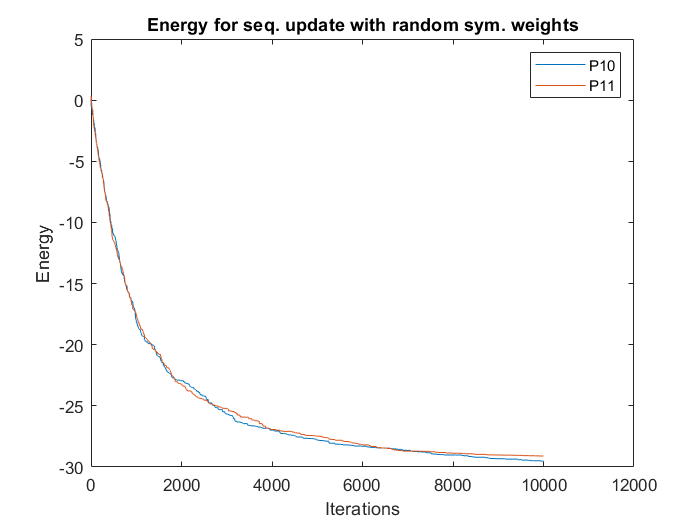 Energy for seq. update with random sym. weights
P10
P11
5
0
-5
-10
-15
-20
-25
-30
Energy
0 2000 4000 6000 8000 10000 12000
Iterations